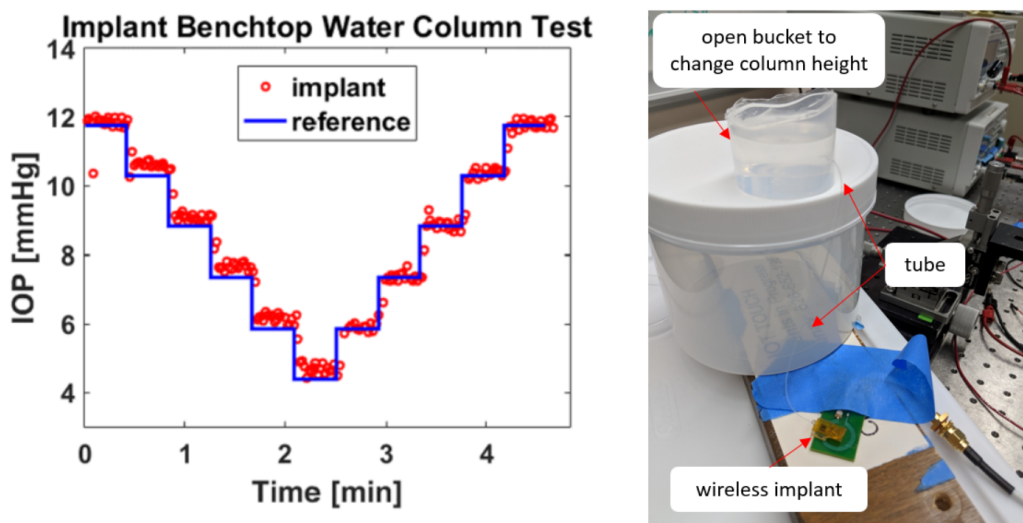 Implant Benchtop Water Column Test
14
12
10
8
6
4
IOP [mmHg]
implant
reference
0
1
2
3
4
Time [min]
open bucket to
change column height
tube
wireless implant